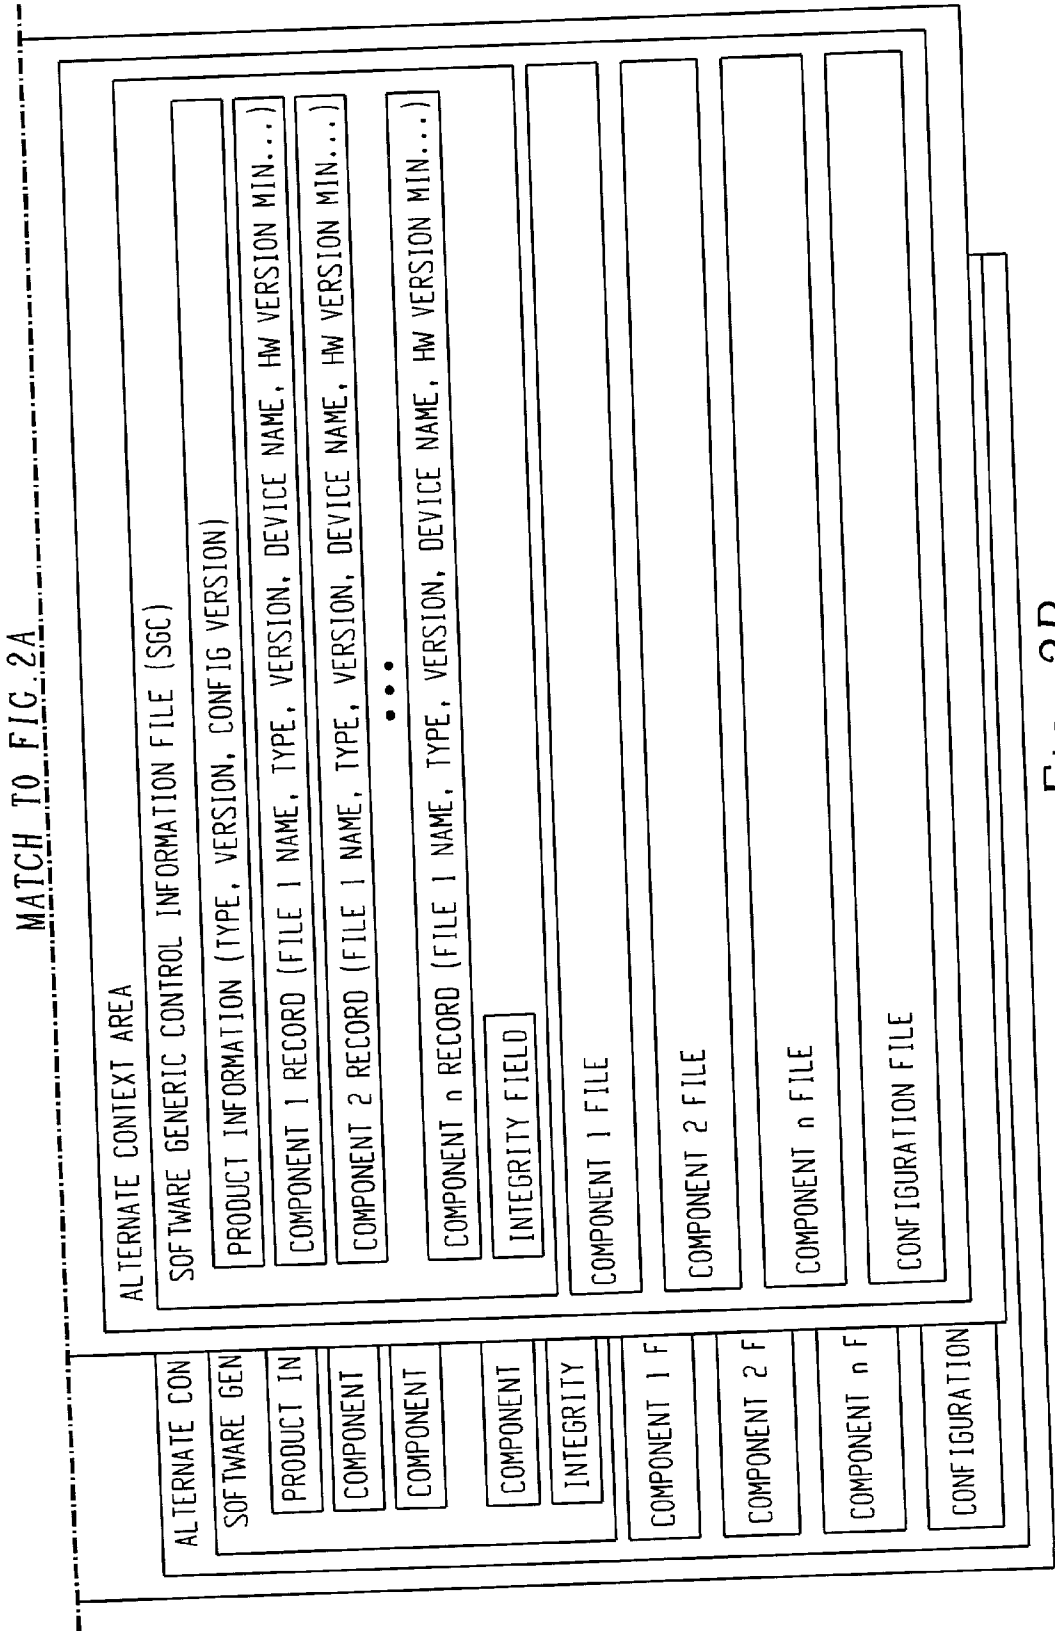 MATCH TO FIG. 2A
ALTERNATE CONTEXT AREA
SOFTWARE GENERIC CONTROL INFORMATION FILE (SGC)
PRODUCT INFORMATION (TYPE, VERSION, CONFIG VERSION)
COMPONENT 1 RECORD (FILE 1 NAME, TYPE, VERSION, DEVICE NAME, HW VERSION MIN...)
COMPONENT 2 RECORD (FILE 1 NAME, TYPE, VERSION, DEVICE NAME, HW VERSION MIN...)
•••
COMPONENT n RECORD (FILE 1 NAME, TYPE, VERSION, DEVICE NAME, HW VERSION MIN...)
INTEGRITY FIELD
COMPONENT 1 FILE
COMPONENT 2 FILE
COMPONENT n FILE
CONFIGURATION FILE
ALTERNATE CON
SOFTWARE GEN
PRODUCT IN
COMPONENT
COMPONENT
COMPONENT
INTEGRITY
COMPONENT 1 F
COMPONENT 2 F
COMPONENT n F
CONFIGURATION